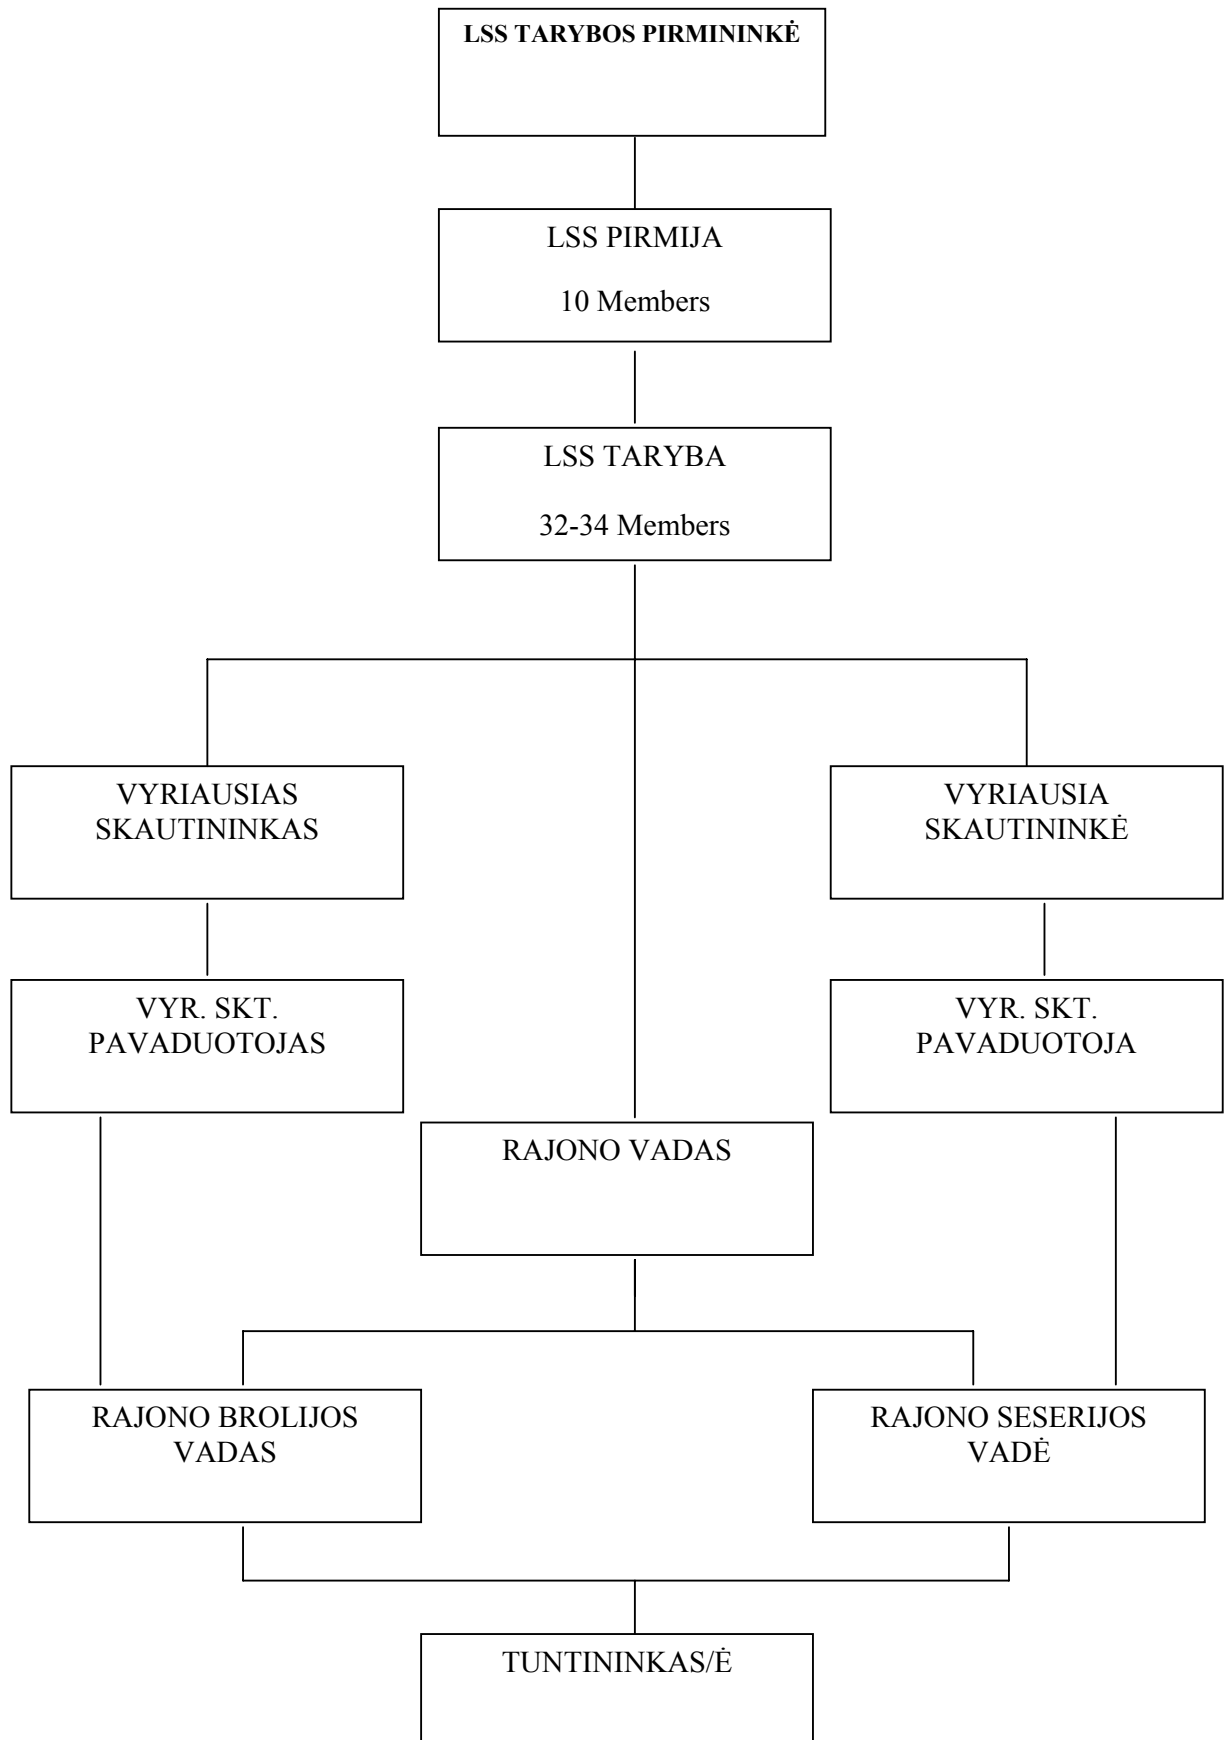 LSS TARYBOS PIRMININKĖ
LSS PIRMIJA
10 Members
LSS TARYBA
32-34 Members
VYRIAUSIAS
SKAUTININKAS
VYRIAUSIA
SKAUTININKĖ
VYR. SKT.
PAVADUOTOJAS
VYR. SKT.
PAVADUOTOJA
RAJONO VADAS
RAJONO BROLIJOS
VADAS
RAJONO SESERIJOS
VADĖ
TUNTININKAS/Ė